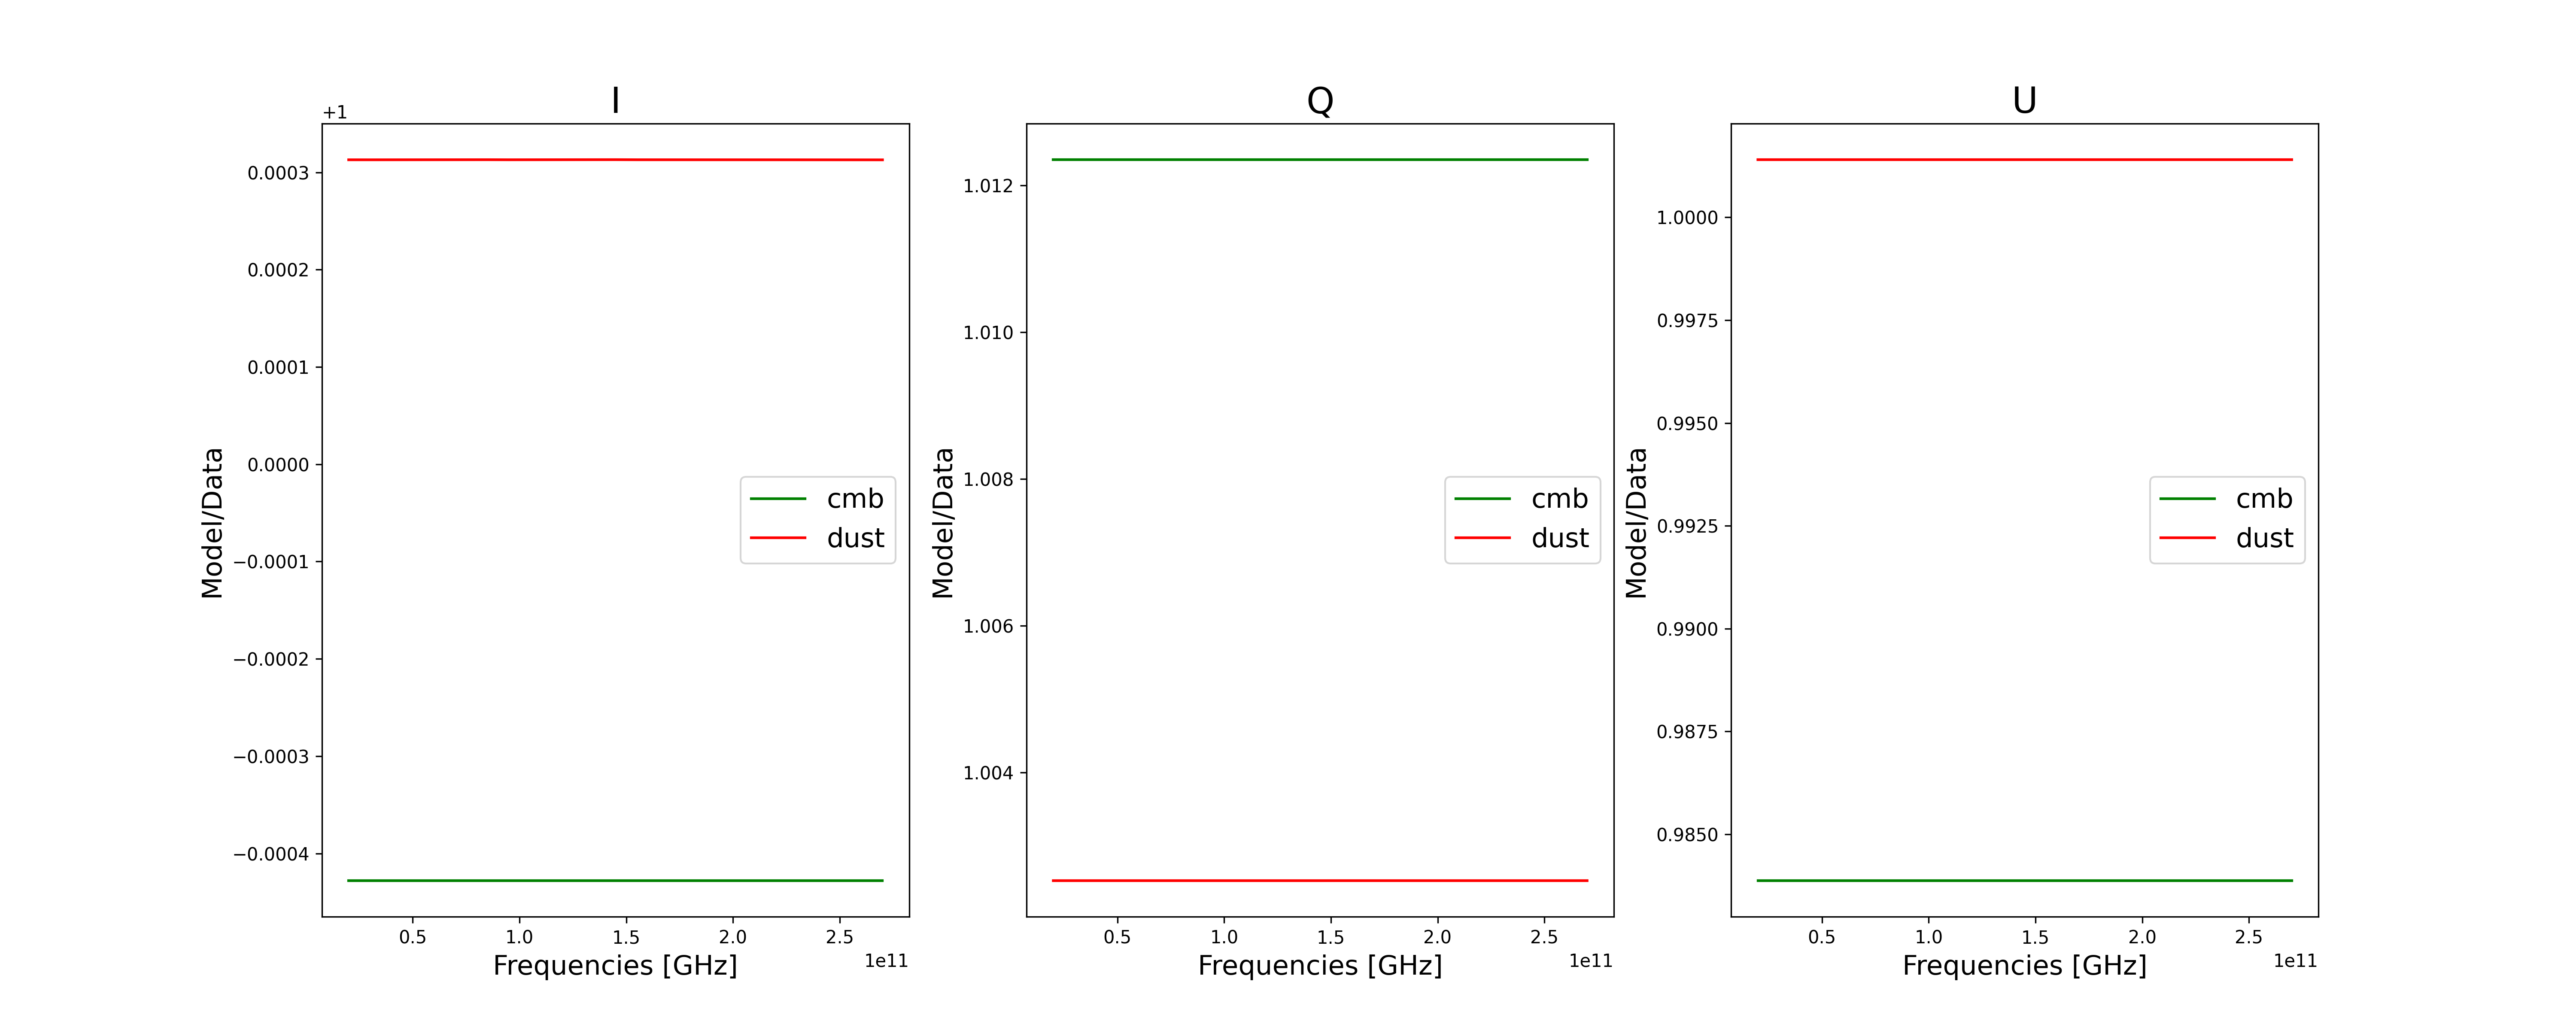 I
+1
0.0003
0.0002
0.0001
0.0000
−0.0001
−0.0002
−0.0003
−0.0004
Model/Data
cmb
dust
0.5 1.0 1.5 2.0 2.5
1e11
Frequencies [GHz]
Q
1.012
1.010
1.008
1.006
1.004
Model/Data
cmb
dust
0.5 1.0 1.5 2.0 2.5
1e11
Frequencies [GHz]
U
1.0000
0.9975
0.9950
0.9925
0.9900
0.9875
0.9850
Model/Data
cmb
dust
0.5 1.0 1.5 2.0 2.5
1e11
Frequencies [GHz]